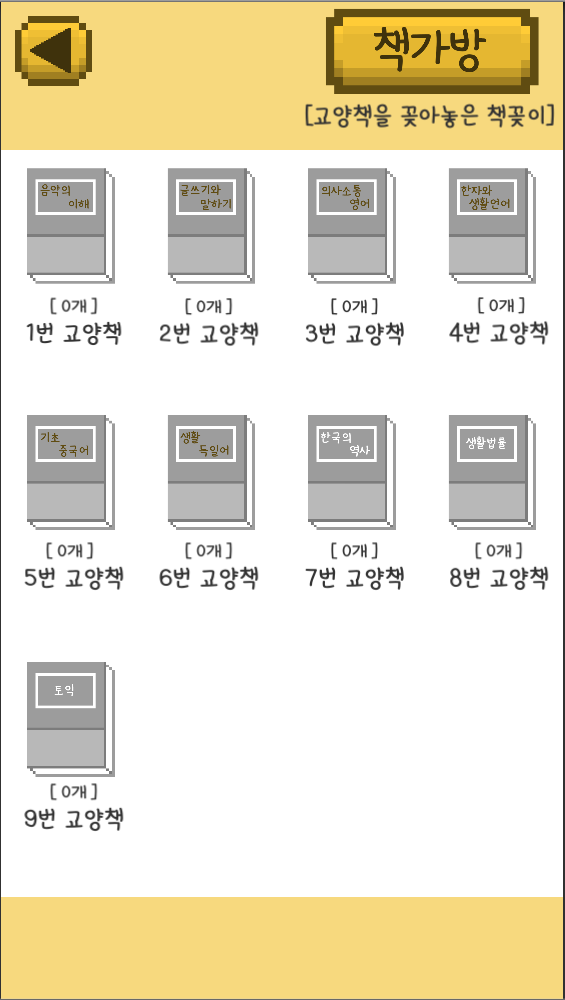 책가방
[고양책을 꽂아놓은 책꽂이]
음악의
이해
글쓰기와
말하기
의사소통
영어
한자와
생활언어
[ 0개 ]
[ 0개 ]
[ 0개 ]
[ 0개 ]
1번 고양책
2번 고양책
3번 고양책
4번 고양책
기초
중국어
생활
독일어
한국의
역사
생활법률
[ 0개 ]
[ 0개 ]
[ 0개 ]
[ 0개 ]
5번 고양책
6번 고양책
7번 고양책
8번 고양책
토익
[ 0개 ]
9번 고양책